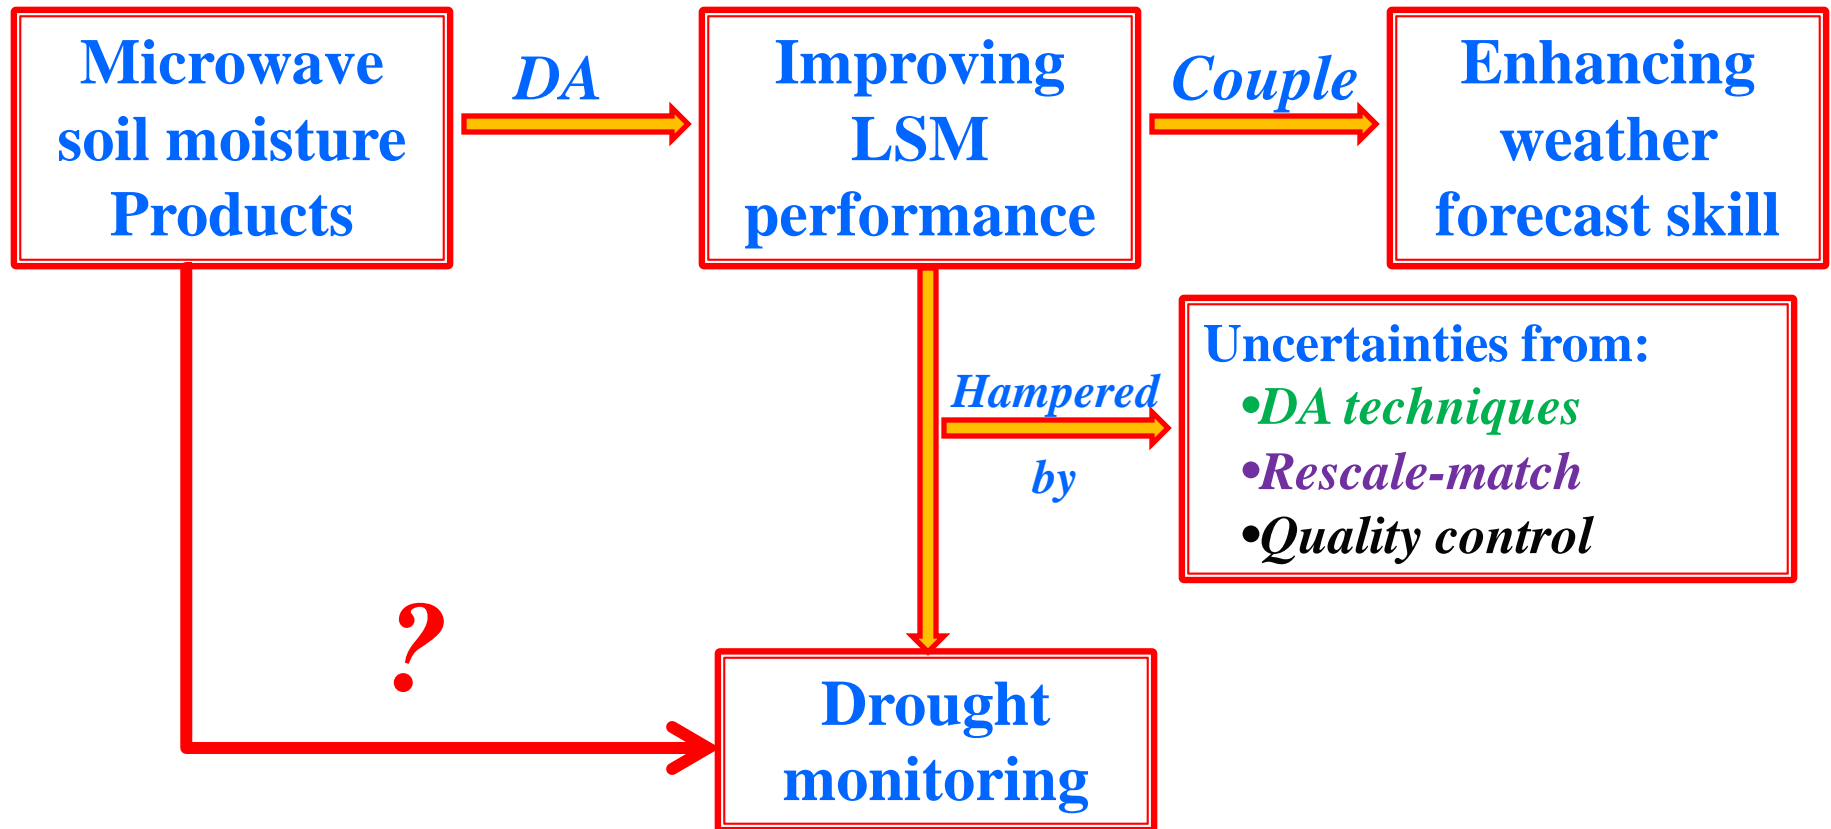 Microwave
soil moisture
Products
DA
Improving
LSM
performance
Couple
Enhancing
weather
forecast skill
Hampered
by
Uncertainties from:
•DA techniques
•Rescale-match
•Quality control
?
Drought
monitoring